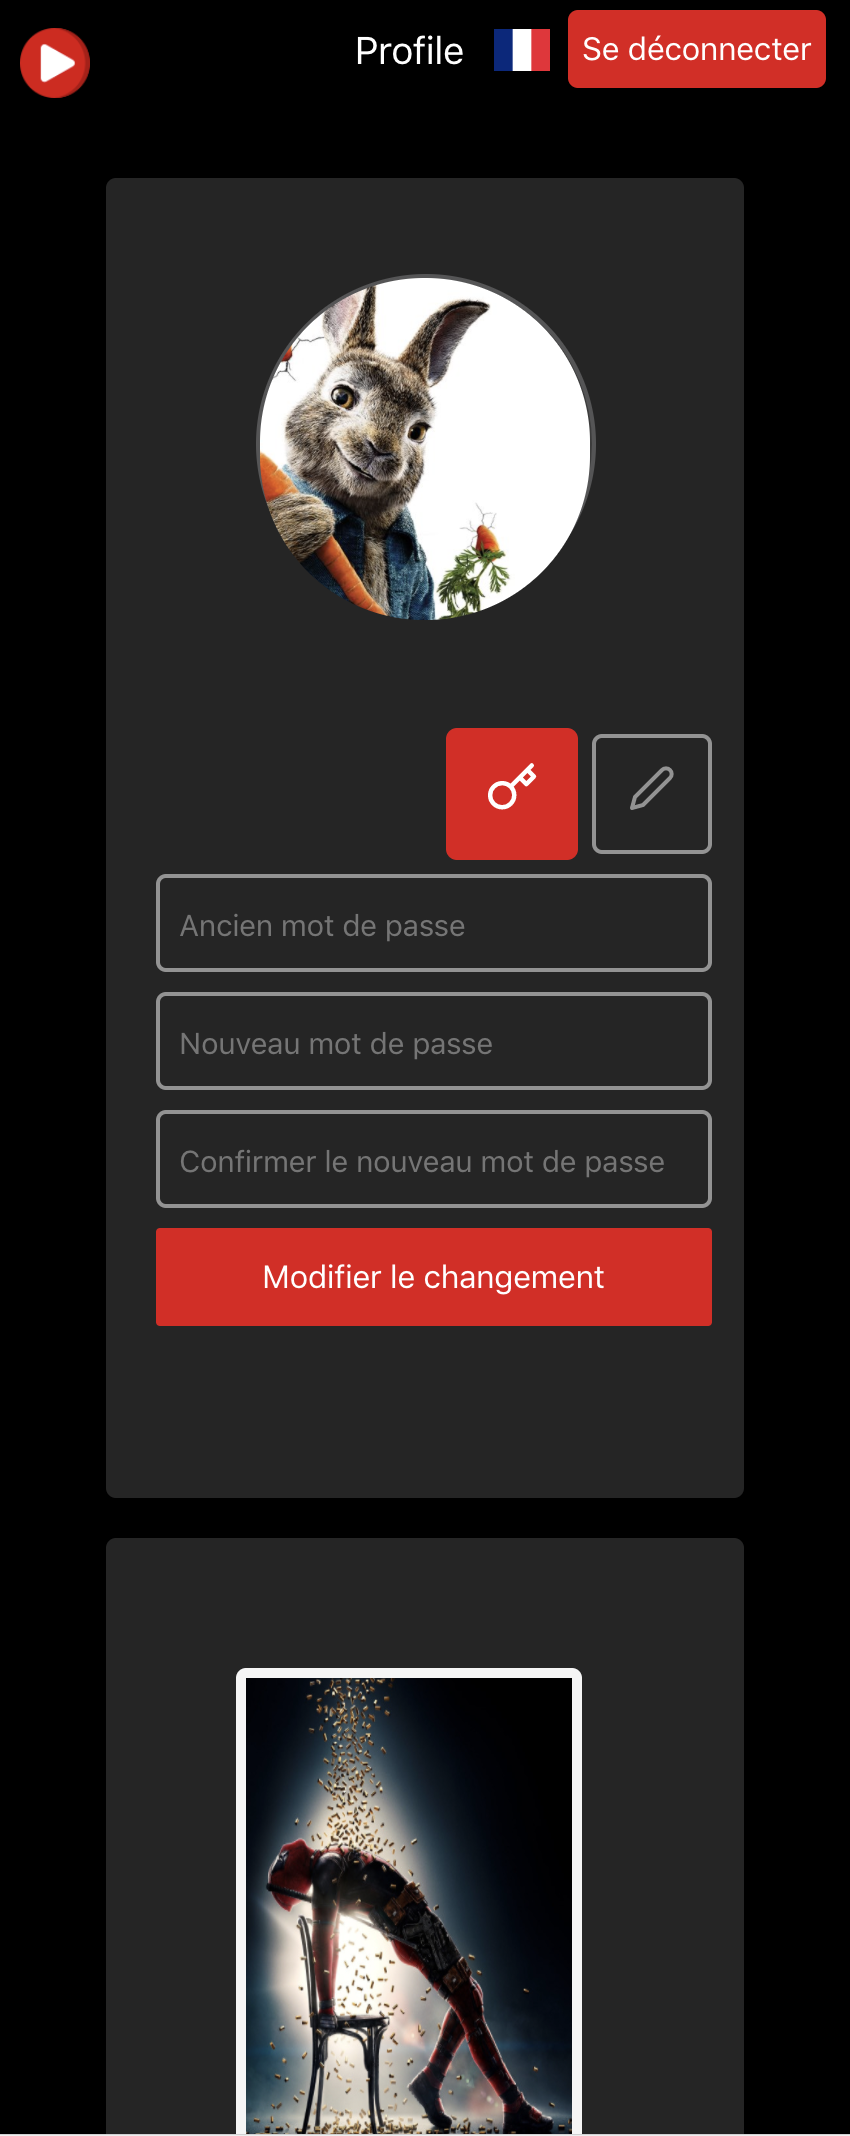 Profile
Se déconnecter
Ancien mot de passe
Nouveau mot de passe
Confirmer le nouveau mot de passe
Modifier le changement